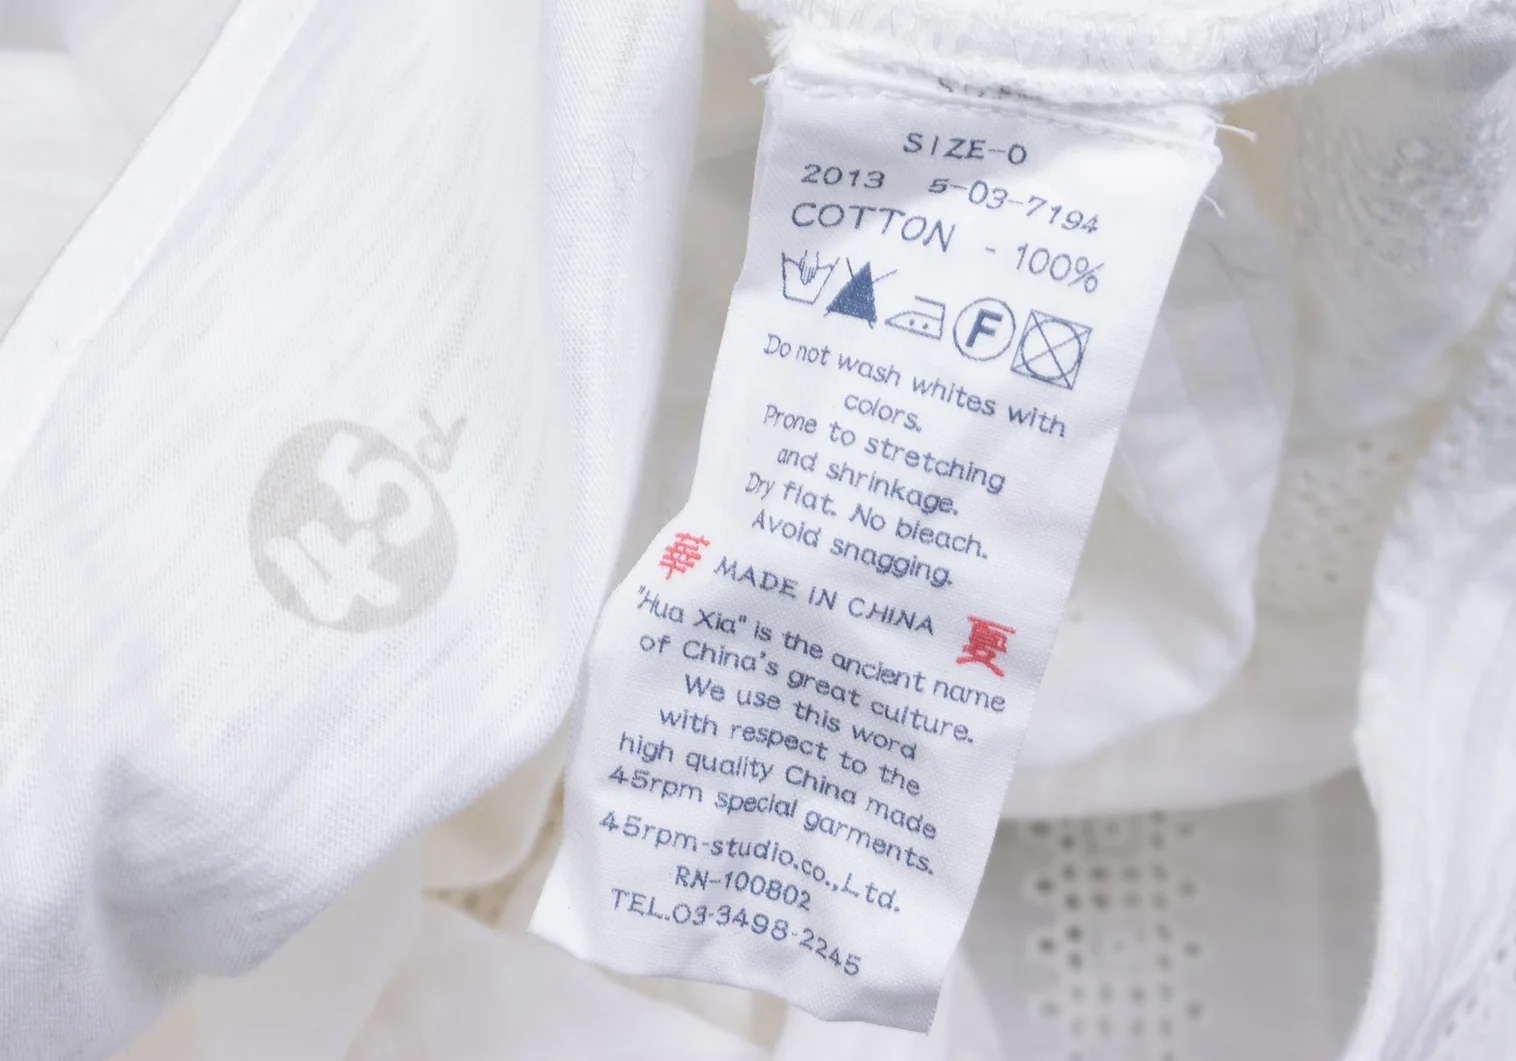 45
R
SIZE-0
2013 5-03-7194
COTTON - 100%
F
Do not wash whites with
colors.
Prone to stretching
and shrinkage.
Dry flat. No bleach.
Avoid snagging.
華 MADE IN CHINA 夏
"Hua Xia" is the ancient name
of China's great culture.
We use this word
with respect to the
high quality China made
45rpm special garments.
45rpm-studio.co.,Ltd.
RN-100802
TEL.03-3498-2245